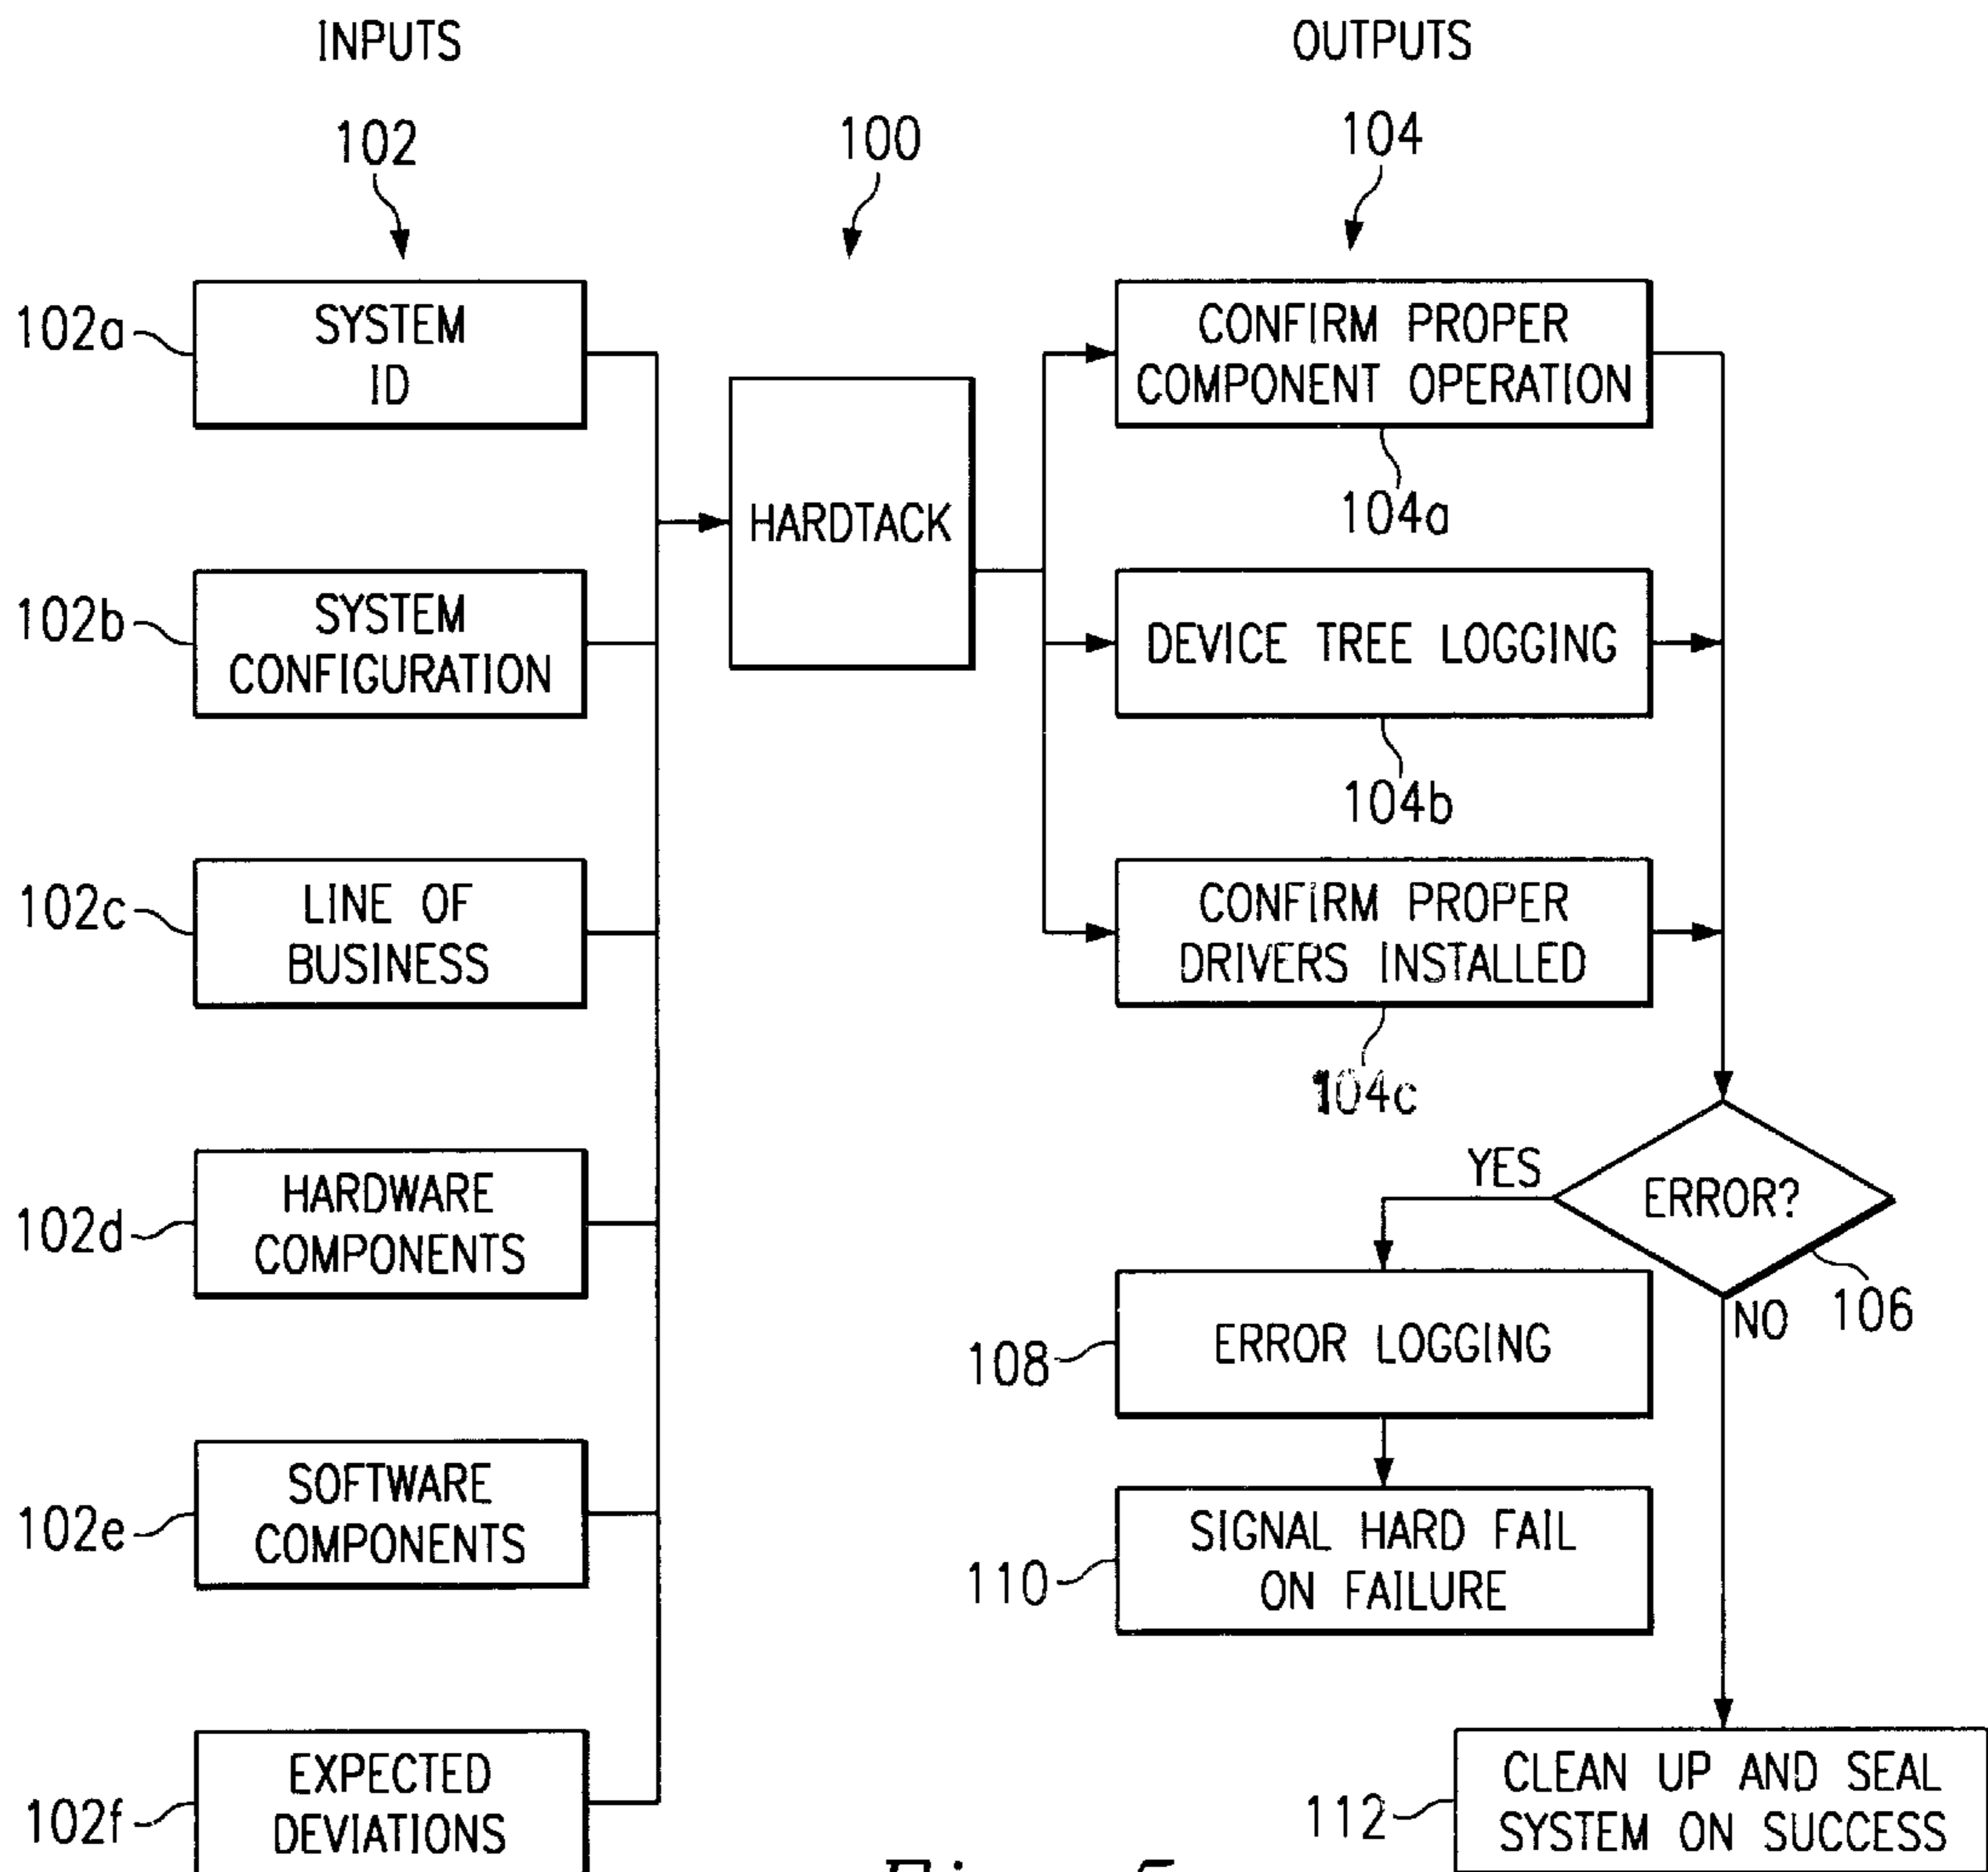 INPUTS
OUTPUTS
102
100
104
102a
SYSTEM
ID
102b
SYSTEM
CONFIGURATION
102c
LINE OF
BUSINESS
102d
HARDWARE
COMPONENTS
102e
SOFTWARE
COMPONENTS
102f
EXPECTED
DEVIATIONS
HARDTACK
CONFIRM PROPER
COMPONENT OPERATION
104a
DEVICE TREE LOGGING
104b
CONFIRM PROPER
DRIVERS INSTALLED
104c
ERROR?
106
YES
NO
108
ERROR LOGGING
110
SIGNAL HARD FAIL
ON FAILURE
112
CLEAN UP AND SEAL
SYSTEM ON SUCCESS